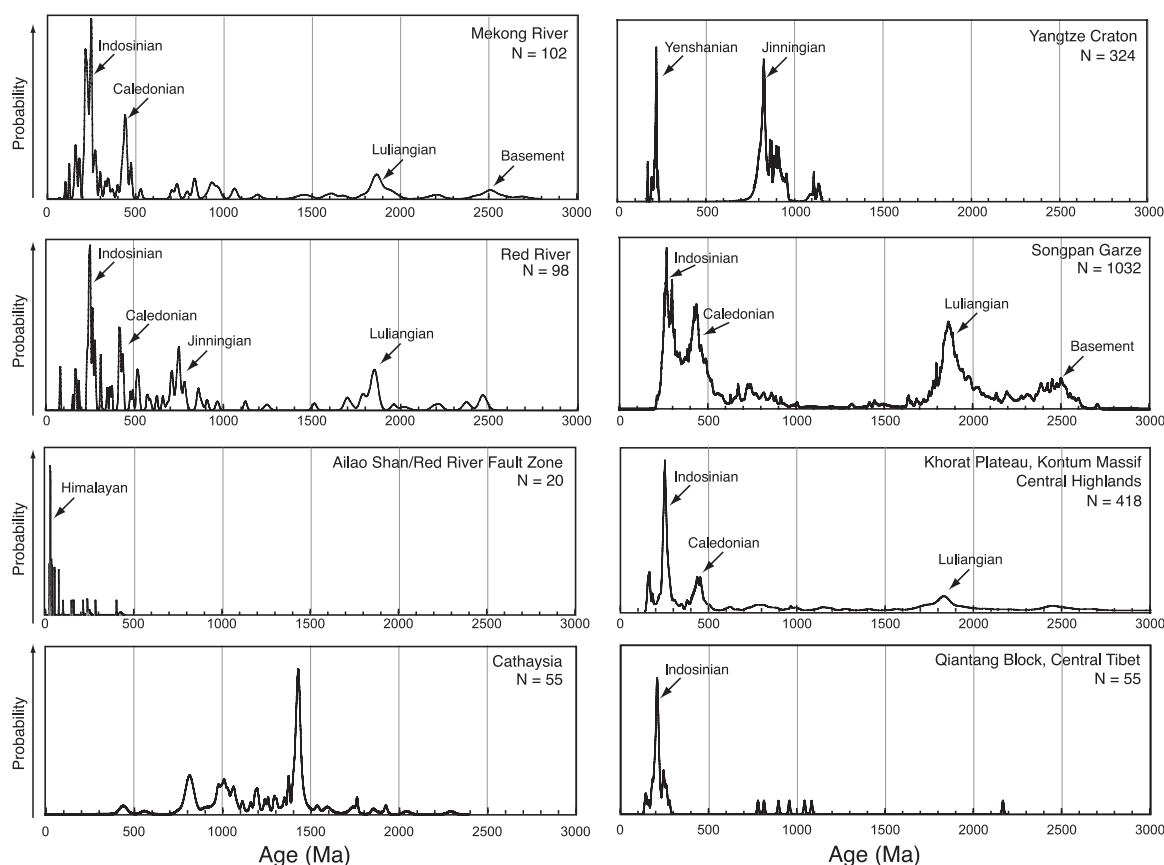 Mekong River
N = 102
Indosinian
Caledonian
Luliangian
Basement
Probability
0 500 1000 1500 2000 2500 3000
Yangtze Craton
N = 324
Yenshanian
Jinningian
0 500 1000 1500 2000 2500 3000
Red River
N = 98
Indosinian
Caledonian
Jinningian
Luliangian
Probability
0 500 1000 1500 2000 2500 3000
Songpan Garze
N = 1032
Indosinian
Caledonian
Luliangian
Basement
0 500 1000 1500 2000 2500 3000
Ailao Shan/Red River Fault Zone
N = 20
Himalayan
Probability
0 500 1000 1500 2000 2500 3000
Khorat Plateau, Kontum Massif
Central Highlands
N = 418
Indosinian
Caledonian
Luliangian
0 500 1000 1500 2000 2500 3000
Cathaysia
N = 55
Probability
0 500 1000 1500 2000 2500 3000
Age (Ma)
Qiantang Block, Central Tibet
N = 55
Indosinian
0 500 1000 1500 2000 2500 3000
Age (Ma)